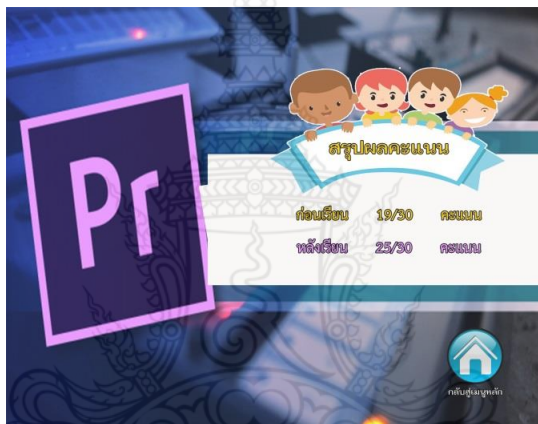 สรุปผลคะแนน
Pr
ก่อนเรียน 19/30 คะแนน
หลังเรียน 25/30 คะแนน
กลับสู่เมนูหลัก